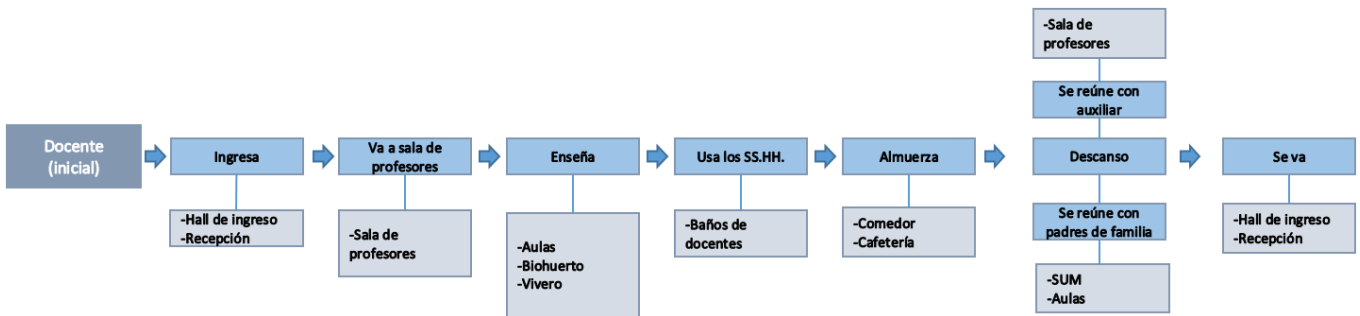 Docente
(inicial)
Ingresa
-Hall de ingreso
-Recepción
Va a sala de
profesores
-Sala de
profesores
Enseña
-Aulas
-Biohuerto
-Vivero
Usa los SS.HH.
-Baños de
docentes
Almuerza
-Comedor
-Cafetería
-Sala de
profesores
Se reúne con
auxiliar
Descanso
Se reúne con
padres de familia
-SUM
-Aulas
Se va
-Hall de ingreso
-Recepción